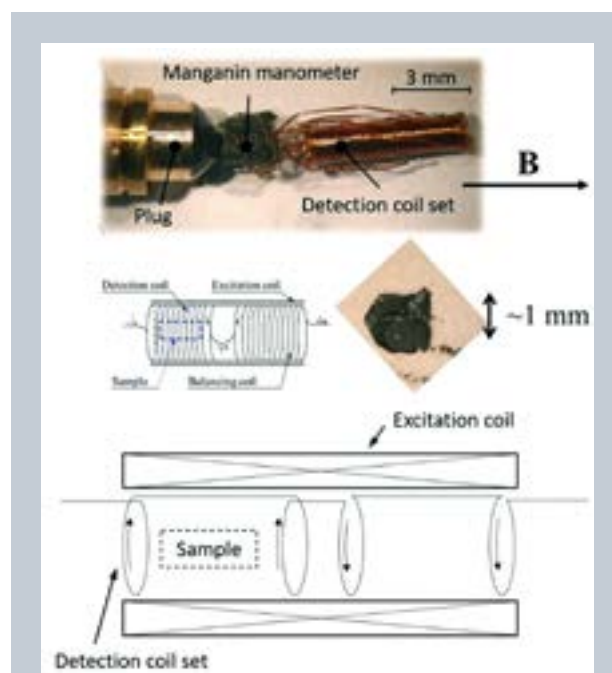 Manganin manometer
3 mm
B
Plug
Detection coil set
Detection coil
Excitation coil
~1 mm
Sample
Balancing coil
Excitation coil
Sample
Detection coil set